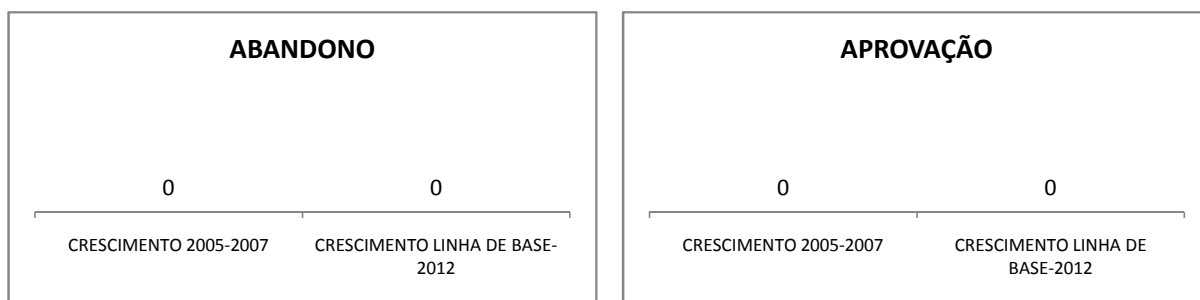 ABANDONO
0
0
CRESCIMENTO 2005-2007
CRESCIMENTO LINHA DE BASE-
2012
APROVAÇÃO
0
0
CRESCIMENTO 2005-2007
CRESCIMENTO LINHA DE
BASE-2012